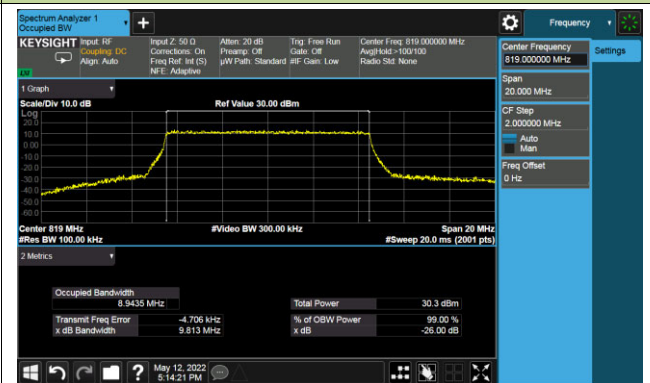 Spectrum Analyzer 1
Occupied BW
+
Frequency
KEYSIGHT
Input: RF
Coupling: DC
Align: Auto
Input Z: 50 Ω
Corrections: On
Freq Ref: Int (S)
NFE: Adaptive
Atten: 20 dB
Preamp: Off
µW Path: Standard
Trig: Free Run
Gate: Off
#IF Gain: Low
Center Freq: 819.000000 MHz
Avg|Hold:>100/100
Radio Std: None
Center Frequency
819.000000 MHz
Settings
Span
20.000 MHz
CF Step
2.000000 MHz
Auto
Man
Freq Offset
0 Hz
1 Graph
Scale/Div 10.0 dB
Ref Value 30.00 dBm
Log
20.0
10.0
0.00
-10.0
-20.0
-30.0
-40.0
-50.0
-60.0
Center 819 MHz
#Video BW 300.00 kHz
Span 20 MHz
#Res BW 100.00 kHz
#Sweep 20.0 ms (2001 pts)
2 Metrics
Occupied Bandwidth
8.9435 MHz
Total Power 30.3 dBm
Transmit Freq Error -4.706 kHz
% of OBW Power 99.00 %
x dB Bandwidth 9.813 MHz
x dB -26.00 dB
?
May 12, 2022
5:14:21 PM